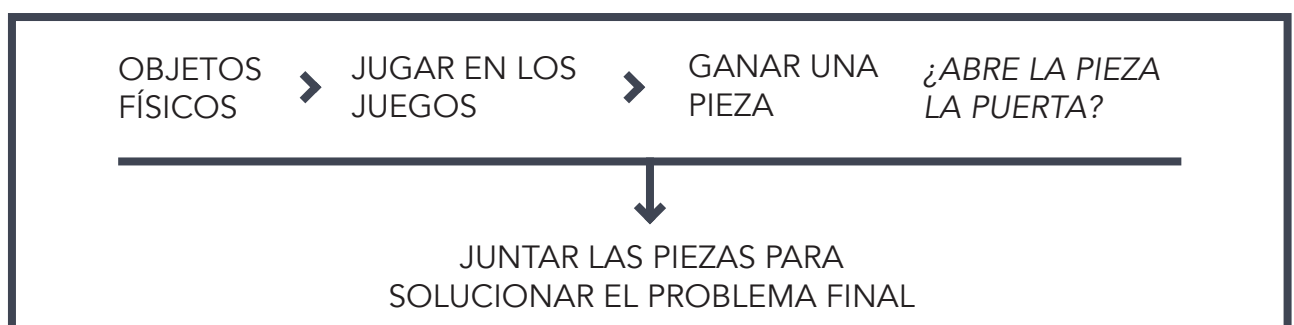 OBJETOS
FÍSICOS
JUGAR EN LOS
JUEGOS
GANAR UNA
PIEZA
¿ABRE LA PIEZA
LA PUERTA?
JUNTAR LAS PIEZAS PARA
SOLUCIONAR EL PROBLEMA FINAL